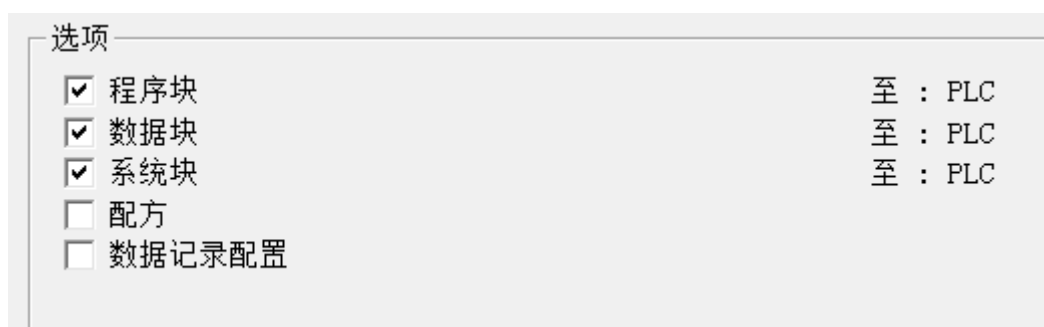 选项
程序块 至 : PLC
数据块 至 : PLC
系统块 至 : PLC
配方
数据记录配置